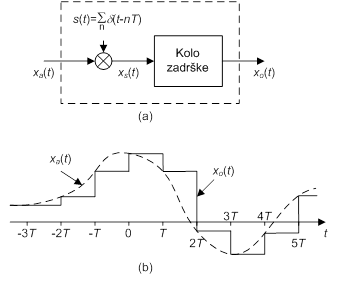 s(t)=∑δ(t-nT)
n
Kolo
zadrške
xₐ(t)
xₛ(t)
xₒ(t)
(a)
xₐ(t)
xₒ(t)
-3T -2T -T 0 T 2T 3T 4T 5T t
(b)